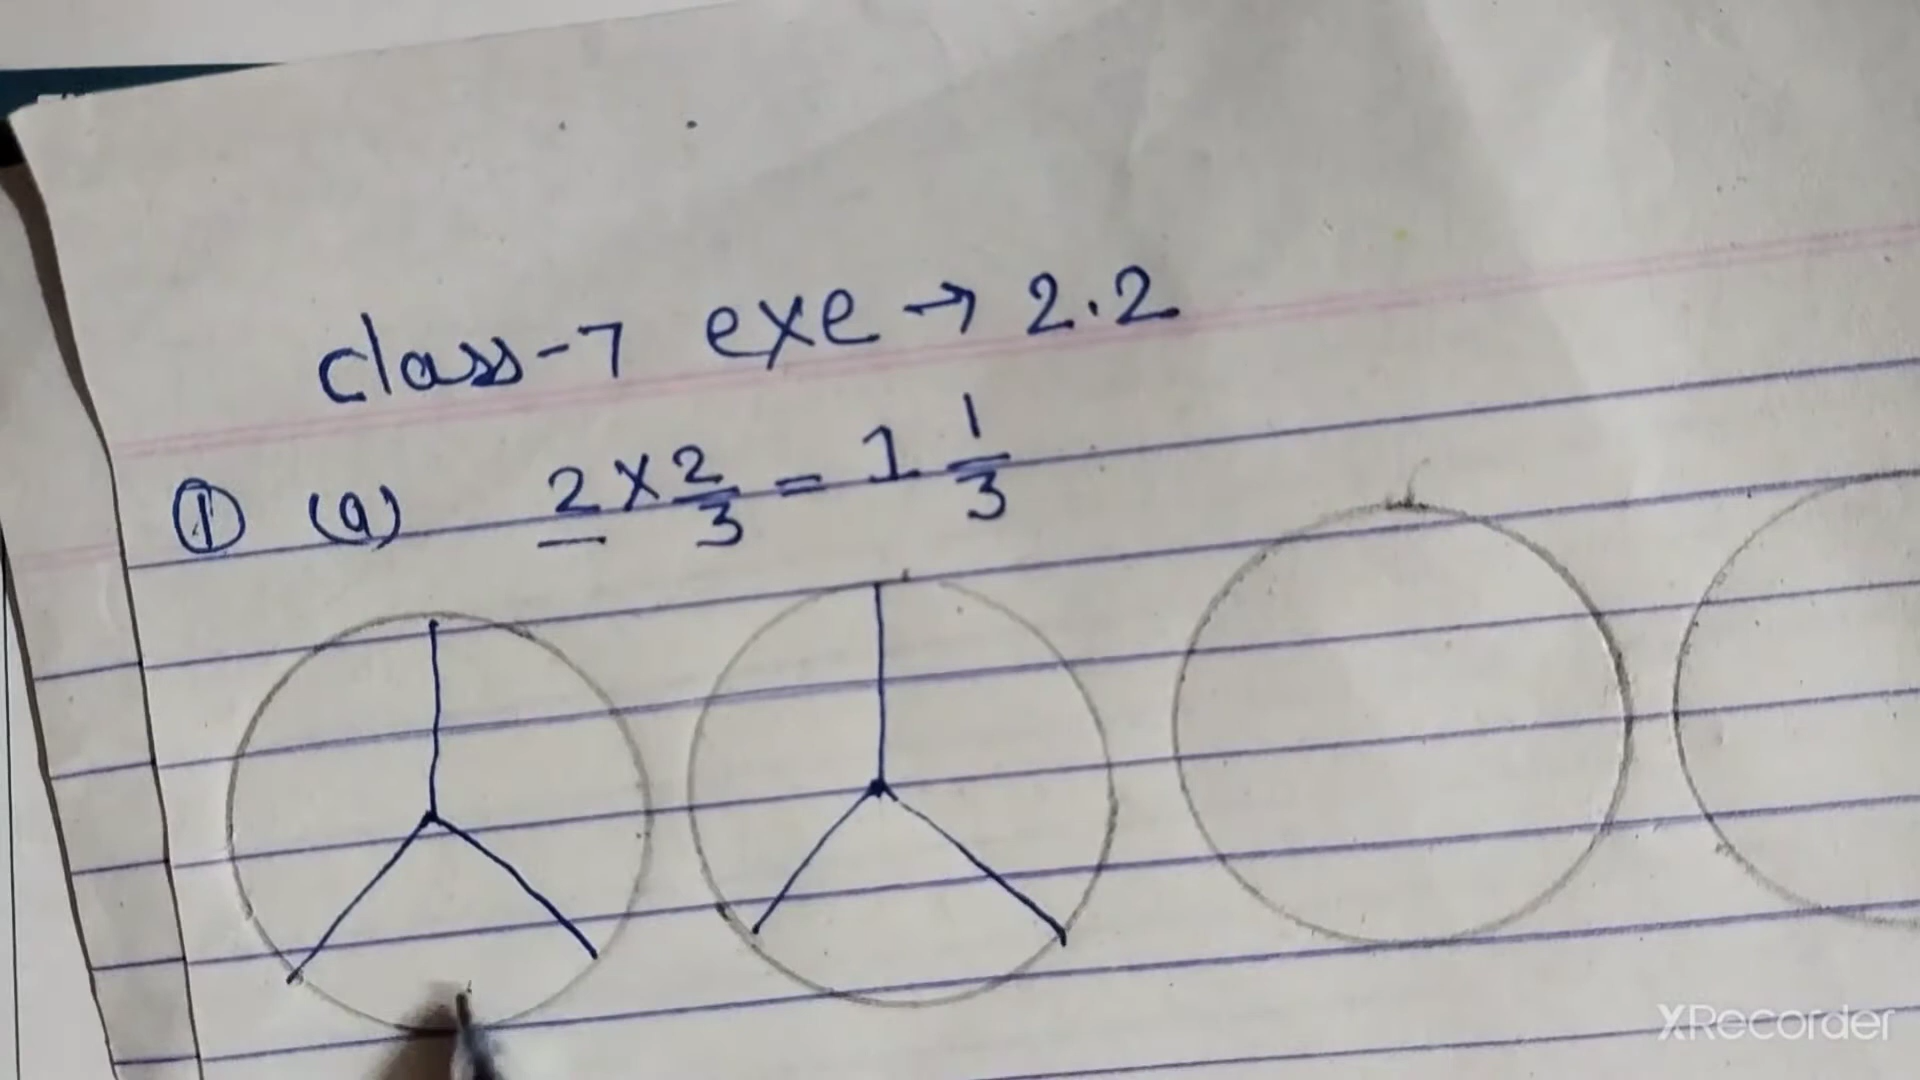 class-7 exe → 2.2
① (a) 2 × 2/3 = 1 1/3
XRecorder